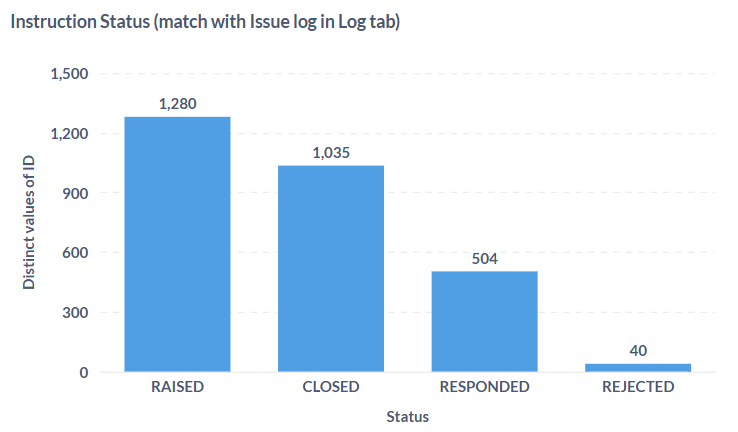 Instruction Status (match with Issue log in Log tab)
1,500
1,200
900
600
300
0
Distinct values of ID
1,280
1,035
504
40
RAISED
CLOSED
RESPONDED
REJECTED
Status